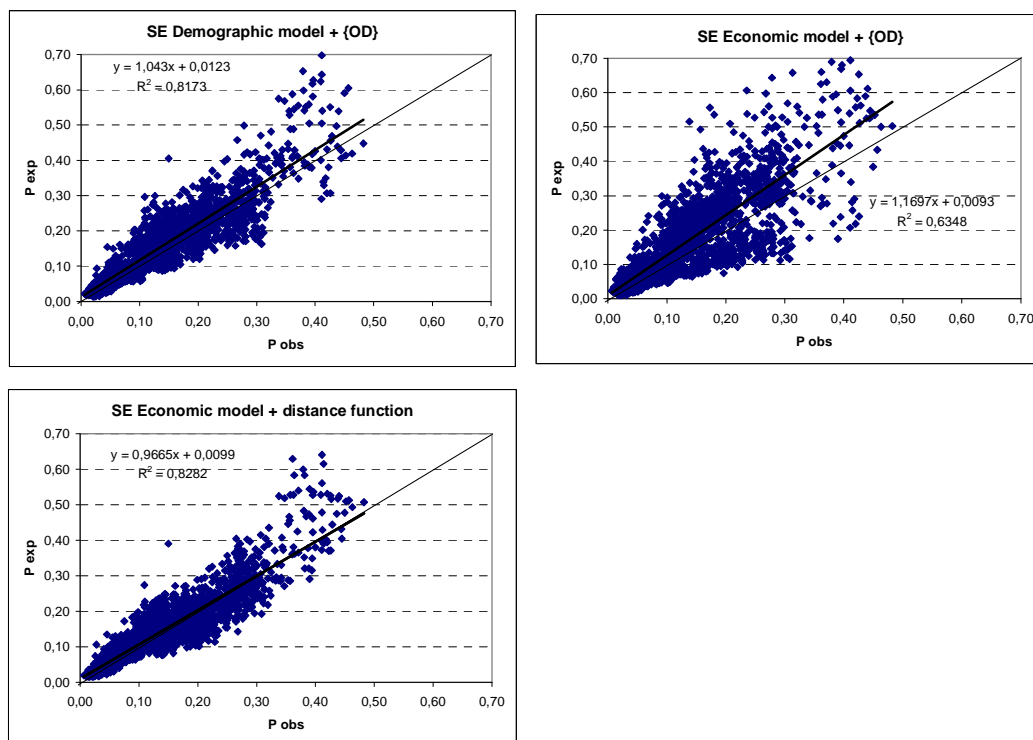 SE Demographic model + {OD}
y = 1,043x + 0,0123
R² = 0,8173
P exp
0,70
0,60
0,50
0,40
0,30
0,20
0,10
0,00
0,00 0,10 0,20 0,30 0,40 0,50 0,60 0,70
P obs
SE Economic model + {OD}
P exp
0,70
0,60
0,50
0,40
0,30
0,20
0,10
0,00
y = 1,1697x + 0,0093
R² = 0,6348
0,00 0,10 0,20 0,30 0,40 0,50 0,60 0,70
P obs
SE Economic model + distance function
y = 0,9665x + 0,0099
R² = 0,8282
P exp
0,70
0,60
0,50
0,40
0,30
0,20
0,10
0,00
0,00 0,10 0,20 0,30 0,40 0,50 0,60 0,70
P obs